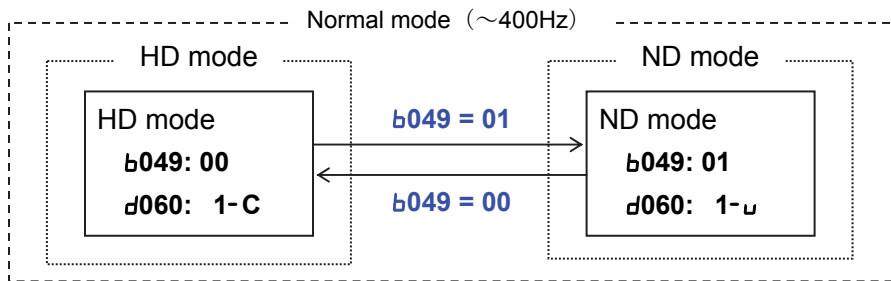 Normal mode（～400Hz）
HD mode
ND mode
HD mode
b049: 00
d060: 1-C
b049 = 01
b049 = 00
ND mode
b049: 01
d060: 1-u